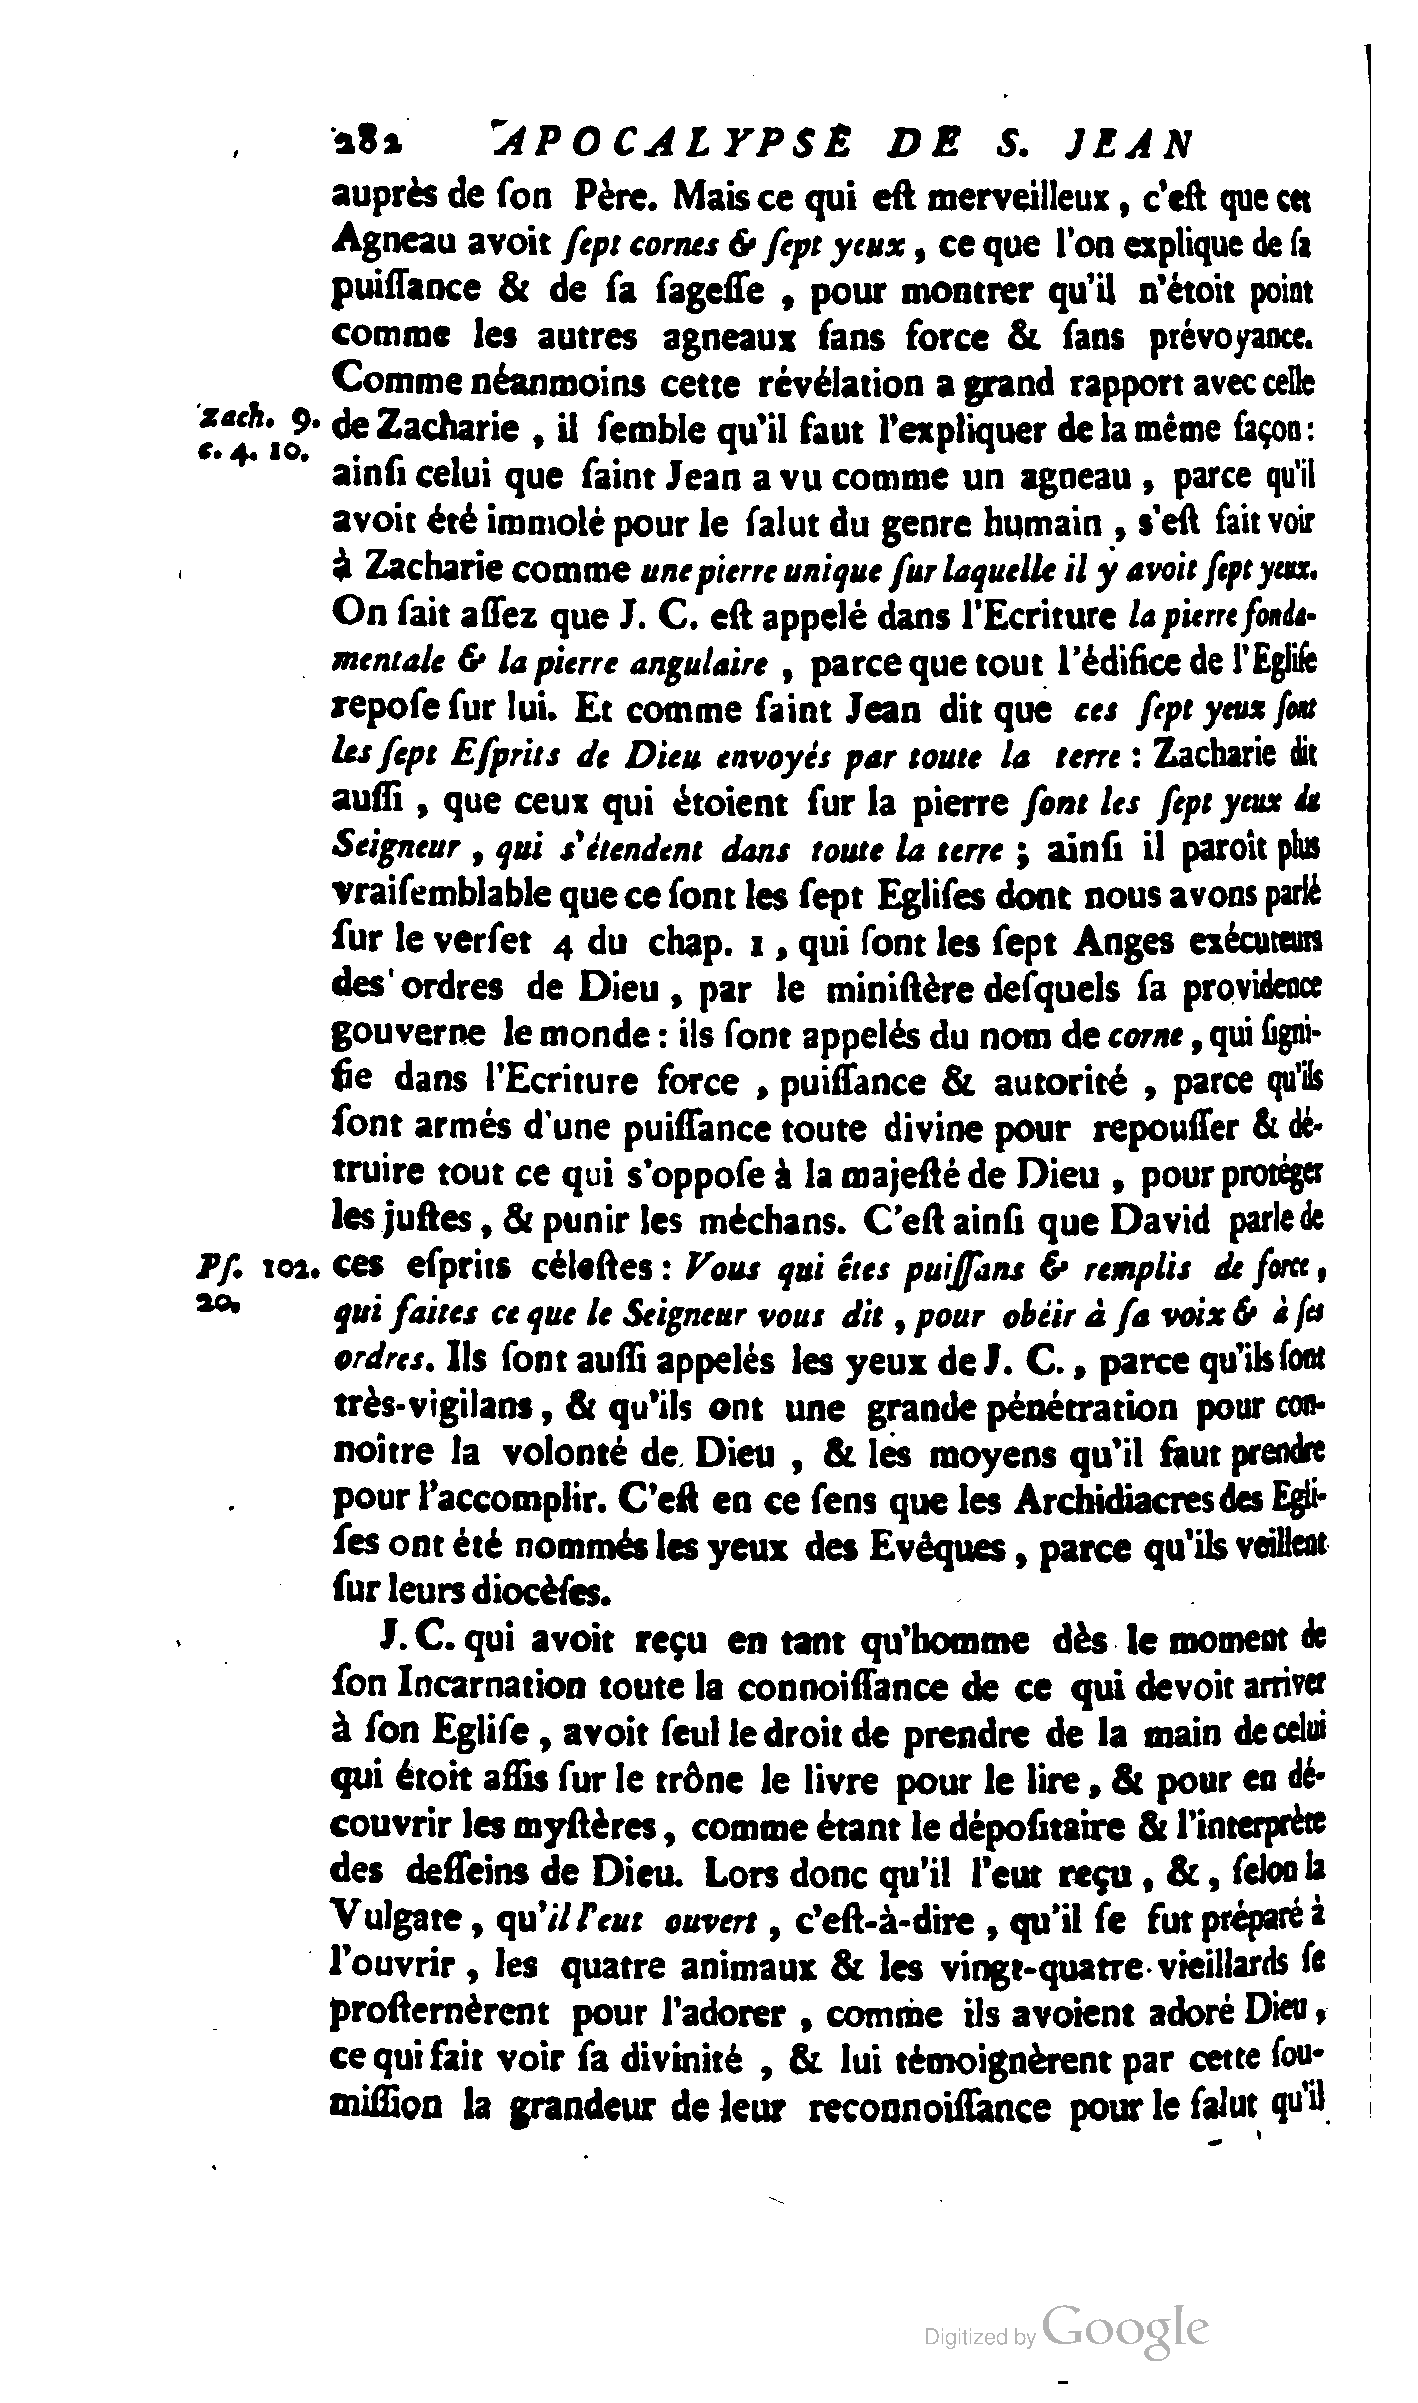 282 APOCALYPSE DE S. JEAN
auprès de ſon Père. Mais ce qui eſt merveilleux, c'eſt que cet
Agneau avoit ſept cornes & ſept yeux, ce que l'on explique de ſa
puiſſance & de ſa ſageſſe, pour montrer qu'il n'étoit point
comme les autres agneaux ſans force & ſans prévoyance.
Comme néanmoins cette révélation a grand rapport avec celle
Zach. 9. de Zacharie, il ſemble qu'il faut l'expliquer de la même façon:
c. 4. 10.
ainſi celui que ſaint Jean a vu comme un agneau, parce qu'il
avoit été immolé pour le ſalut du genre humain, s'eſt fait voir
à Zacharie comme une pierre unique ſur laquelle il y avoit ſept yeux.
On ſait aſſez que J. C. eſt appelé dans l'Ecriture la pierre fonda-
mentale & la pierre angulaire, parce que tout l'édifice de l'Egliſe
repoſe ſur lui. Et comme ſaint Jean dit que ces ſept yeux ſont
les ſept Eſprits de Dieu envoyés par toute la terre : Zacharie dit
auſſi, que ceux qui étoient ſur la pierre ſont les ſept yeux du
Seigneur, qui s'étendent dans toute la terre ; ainſi il paroît plus
vraiſemblable que ce ſont les ſept Egliſes dont nous avons parlé
ſur le verſet 4 du chap. 1, qui ſont les ſept Anges exécuteurs
des ordres de Dieu, par le miniſtère deſquels ſa providence
gouverne le monde : ils ſont appelés du nom de corne, qui ſigni-
fie dans l'Ecriture force, puiſſance & autorité, parce qu'ils
ſont armés d'une puiſſance toute divine pour repouſſer & dé-
truire tout ce qui s'oppoſe à la majeſté de Dieu, pour protéger
les juſtes, & punir les méchans. C'eſt ainſi que David parle de
Pſ. 102. ces eſprits céleſtes : Vous qui êtes puiſſans & remplis de force,
20. qui faites ce que le Seigneur vous dit, pour obéir à ſa voix & à ſes
ordres. Ils ſont auſſi appelés les yeux de J. C., parce qu'ils ſont
très-vigilans, & qu'ils ont une grande pénétration pour con-
noître la volonté de Dieu, & les moyens qu'il faut prendre
pour l'accomplir. C'eſt en ce ſens que les Archidiacres des Egli-
ſes ont été nommés les yeux des Evêques, parce qu'ils veillent
ſur leurs diocèſes.
J. C. qui avoit reçu en tant qu'homme dès le moment de
ſon Incarnation toute la connoiſſance de ce qui devoit arriver
à ſon Egliſe, avoit ſeul le droit de prendre de la main de celui
qui étoit aſſis ſur le trône le livre pour le lire, & pour en dé-
couvrir les myſtères, comme étant le dépoſitaire & l'interprète
des deſſeins de Dieu. Lors donc qu'il l'eut reçu, &, ſelon la
Vulgate, qu'il l'eut ouvert, c'eſt-à-dire, qu'il ſe fut préparé à
l'ouvrir, les quatre animaux & les vingt-quatre vieillards ſe
proſternèrent pour l'adorer, comme ils avoient adoré Dieu,
ce qui fait voir ſa divinité, & lui témoignèrent par cette ſou-
miſſion la grandeur de leur reconnoiſſance pour le ſalut qu'il
Digitized by Google